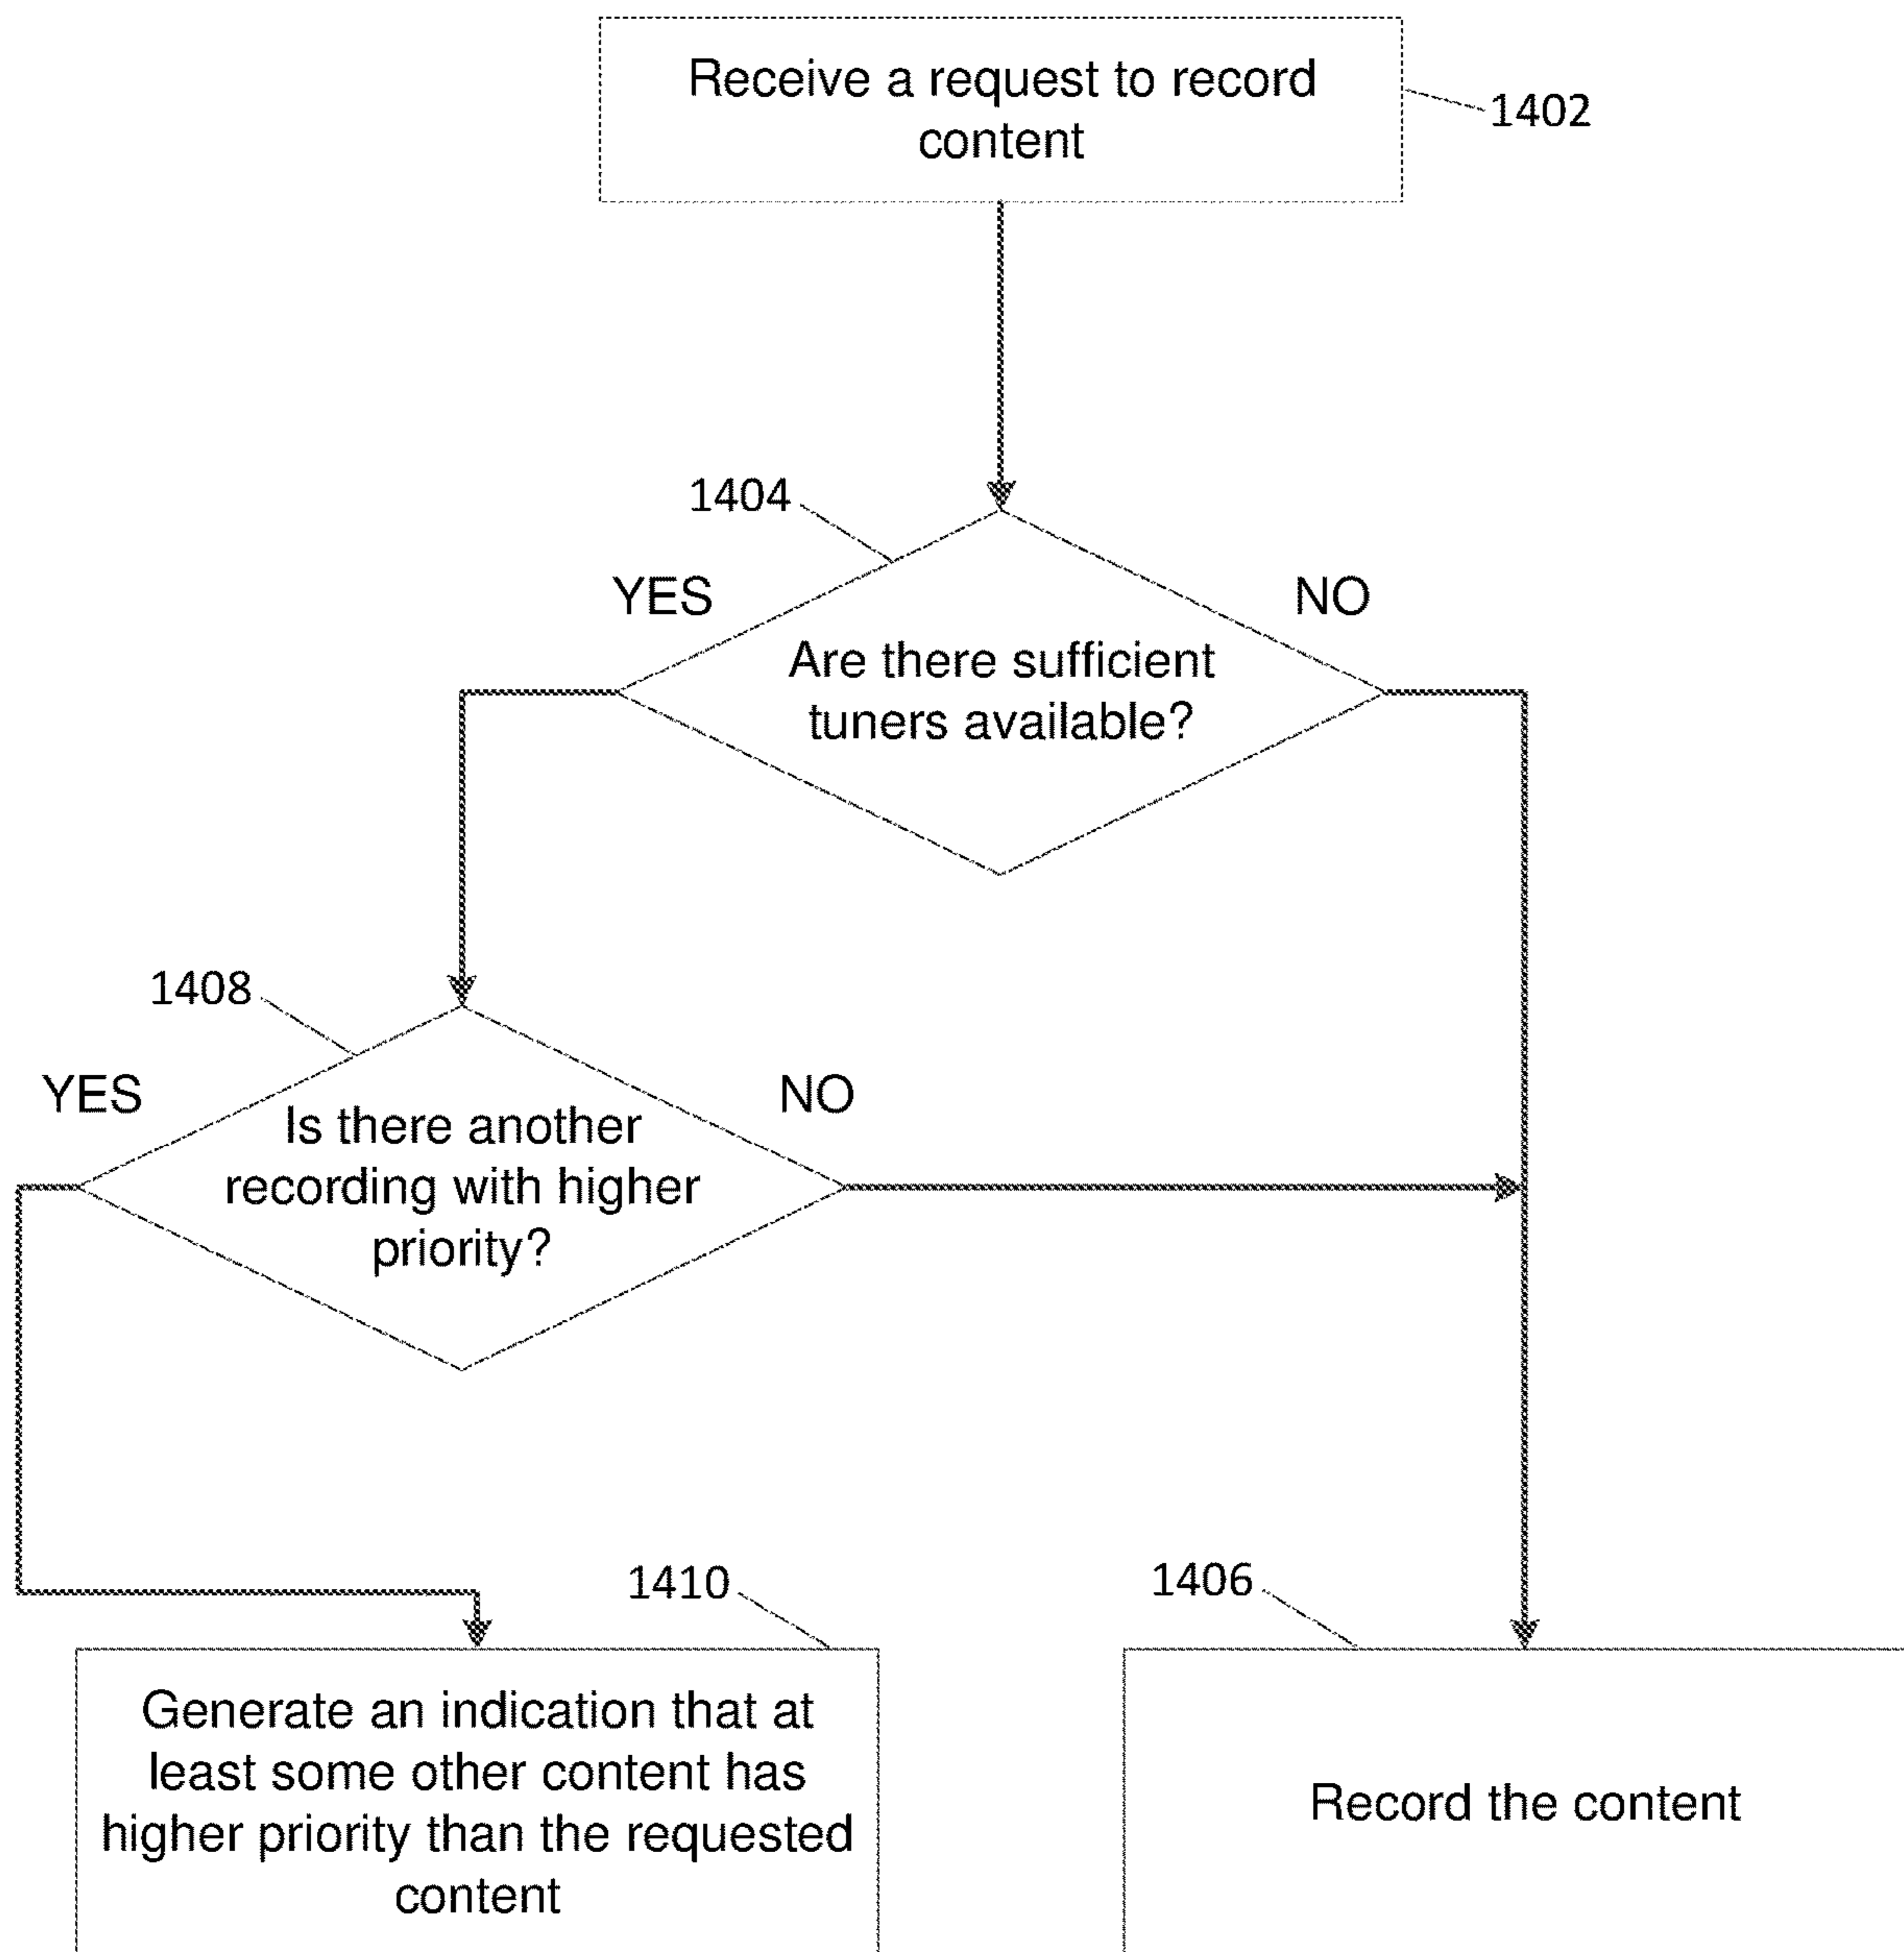 Receive a request to record
content
1402
1404
YES
NO
Are there sufficient
tuners available?
1408
YES
NO
Is there another
recording with higher
priority?
1410
1406
Generate an indication that at
least some other content has
higher priority than the requested
content
Record the content